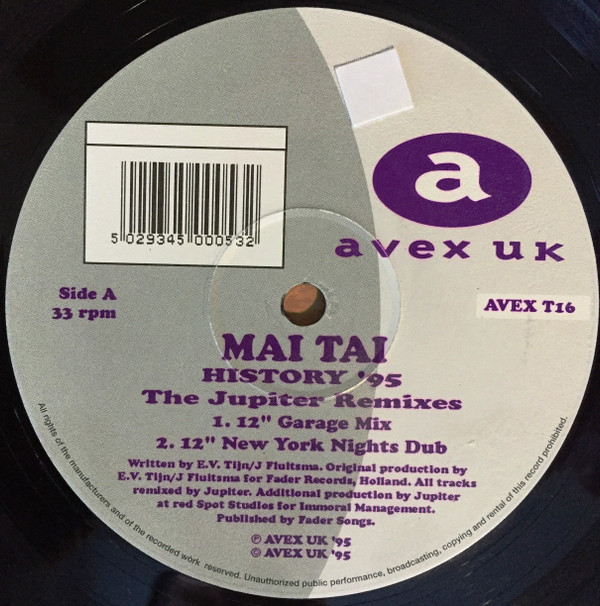 a
avex uk
5 029345 000532
Side A
33 rpm
AVEX T16
MAI TAI
HISTORY '95
The Jupiter Remixes
1. 12" Garage Mix
2. 12" New York Nights Dub
Written by E.V. Tijn/J Fluitsma. Original production by
E.V. Tijn/J Fluitsma for Fader Records, Holland. All tracks
remixed by Jupiter. Additional production by Jupiter
at red Spot Studios for Immoral Management.
Published by Fader Songs.
℗ AVEX UK '95
© AVEX UK '95
All rights of the manufacturers and of the recorded work reserved. Unauthorized public performance, broadcasting, copying and rental of this record prohibited.